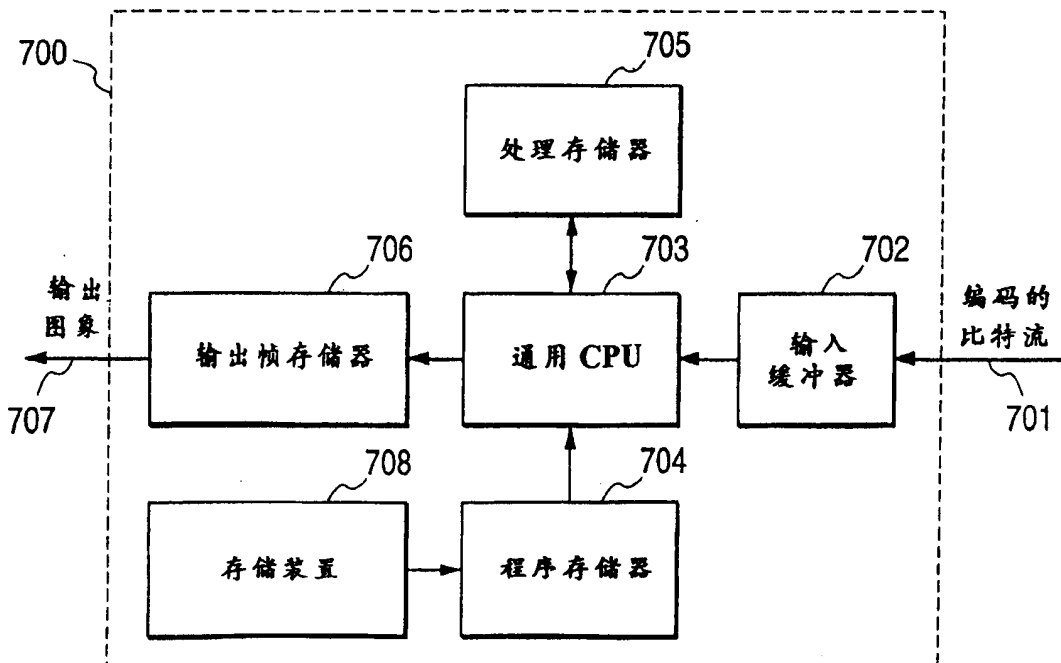 700
705
处理存储器
706
703
702
输出
图象
输出帧存储器
通用 CPU
输入
缓冲器
编码的
比特流
707
701
708
704
存储装置
程序存储器